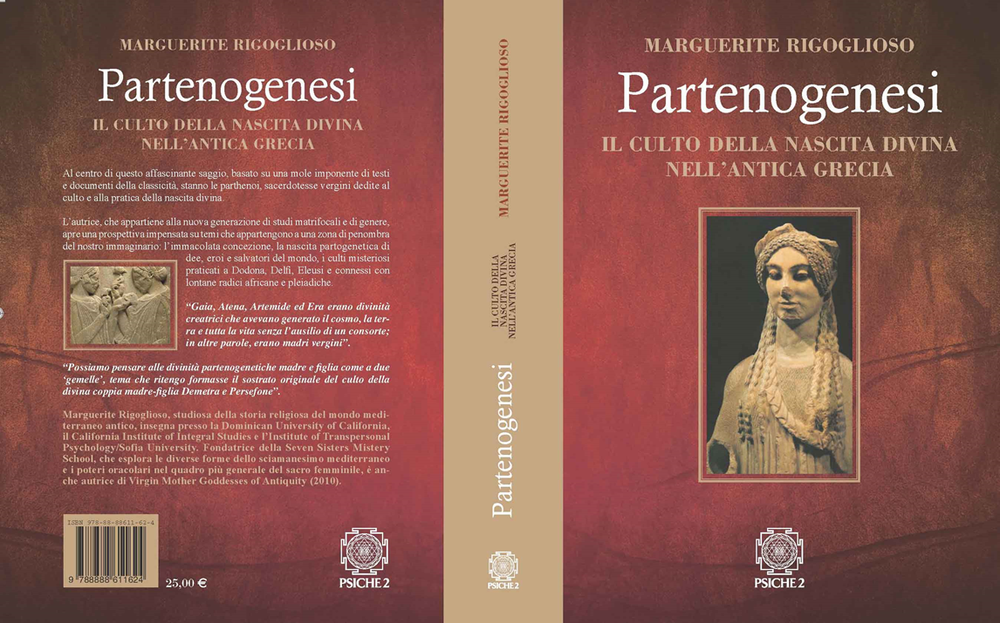 MARGUERITE RIGOGLIOSO
Partenogenesi
IL CULTO DELLA NASCITA DIVINA
NELL'ANTICA GRECIA
Al centro di questo affascinante saggio, basato su una mole imponente di testi
e documenti della classicità, stanno le parthenoi, sacerdotesse vergini dedite al
culto e alla pratica della nascita divina.
L'autrice, che appartiene alla nuova generazione di studi matrifocali e di genere,
apre una prospettiva impensata su temi che appartengono a una zona di penombra
del nostro immaginario: l'immacolata concezione, la nascita partogenetica di
dee, eroi e salvatori del mondo, i culti misteriosi
praticati a Dodona, Delfi, Eleusi e connessi con
lontane radici africane e pleiadiche.
“Gaia, Atena, Artemide ed Era erano divinità
creatrici che avevano generato il cosmo, la ter-
ra e tutta la vita senza l'ausilio di un consorte;
in altre parole, erano madri vergini”.
“Possiamo pensare alle divinità partenogenetiche madre e figlia come a due
‘gemelle’, tema che ritengo formasse il sostrato originale del culto della
divina coppia madre-figlia Demetra e Persefone”.
Marguerite Rigoglioso, studiosa della storia religiosa del mondo medi-
terraneo antico, insegna presso la Dominican University of California,
il California Institute of Integral Studies e l'Institute of Transpersonal
Psychology/Sofia University. Fondatrice della Seven Sisters Mistery
School, che esplora le diverse forme dello sciamanesimo mediterraneo
e i poteri oracolari nel quadro più generale del sacro femminile, è an-
che autrice di Virgin Mother Goddesses of Antiquity (2010).
ISBN 978-88-88611-62-4
9 788888 611624
25,00 €
PSICHE 2
MARGUERITE RIGOGLIOSO
IL CULTO DELLA
NASCITA DIVINA
NELL'ANTICA GRECIA
Partenogenesi
PSICHE 2
MARGUERITE RIGOGLIOSO
Partenogenesi
IL CULTO DELLA NASCITA DIVINA
NELL'ANTICA GRECIA
PSICHE 2